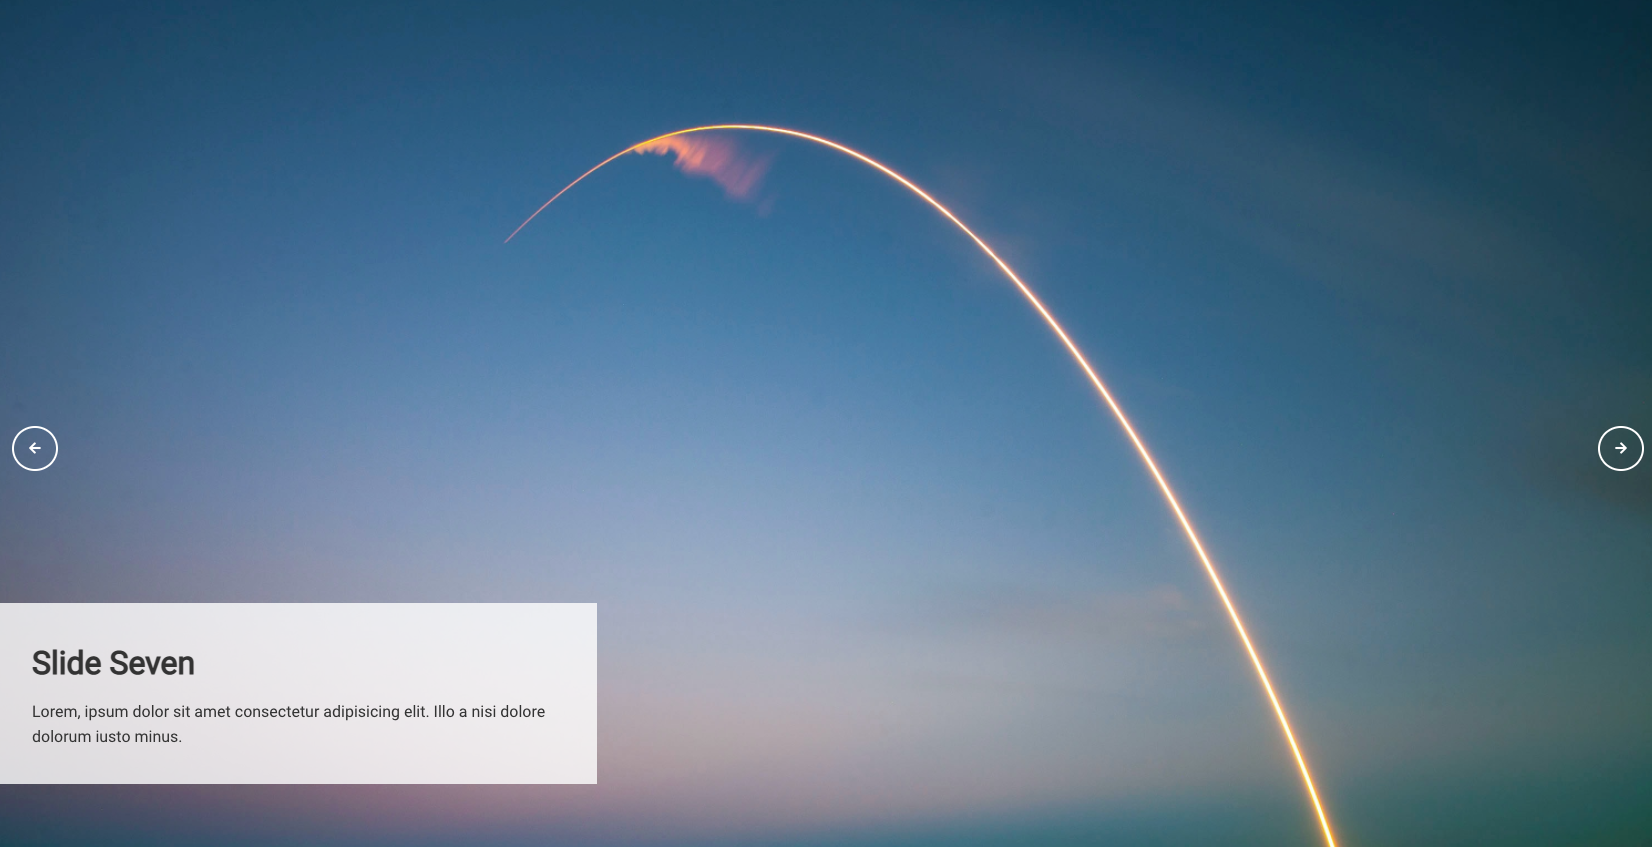 Slide Seven
Lorem, ipsum dolor sit amet consectetur adipisicing elit. Illo a nisi dolore
dolorum iusto minus.